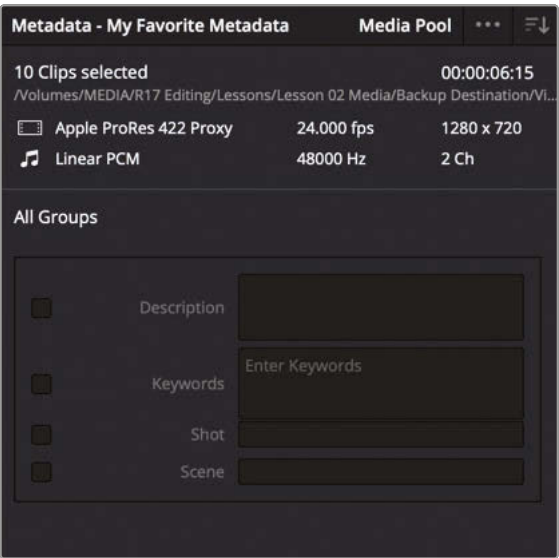 Metadata - My Favorite Metadata Media Pool •••
10 Clips selected 00:00:06:15
/Volumes/MEDIA/R17 Editing/Lessons/Lesson 02 Media/Backup Destination/Vi...
Apple ProRes 422 Proxy 24.000 fps 1280 x 720
Linear PCM 48000 Hz 2 Ch
All Groups
Description
Enter Keywords
Keywords
Shot
Scene